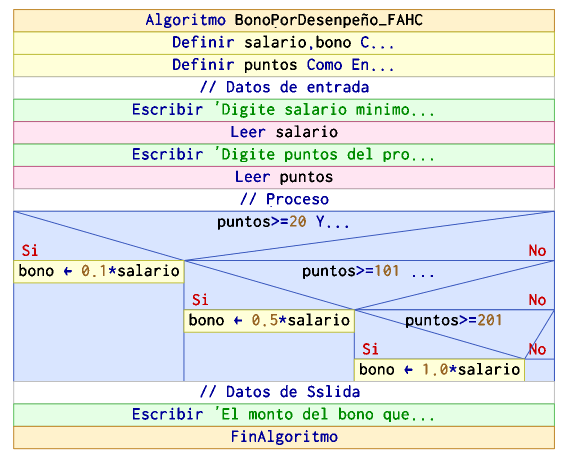 Algoritmo BonoPorDesenpeño_FAHC
Definir salario,bono C...
Definir puntos Como En...
// Datos de entrada
Escribir 'Digite salario minimo...
Leer salario
Escribir 'Digite puntos del pro...
Leer puntos
// Proceso
puntos>=20 Y...
Si No
bono ← 0.1*salario puntos>=101 ...
Si No
bono ← 0.5*salario puntos>=201
Si No
bono ← 1.0*salario
// Datos de Sslida
Escribir 'El monto del bono que...
FinAlgoritmo